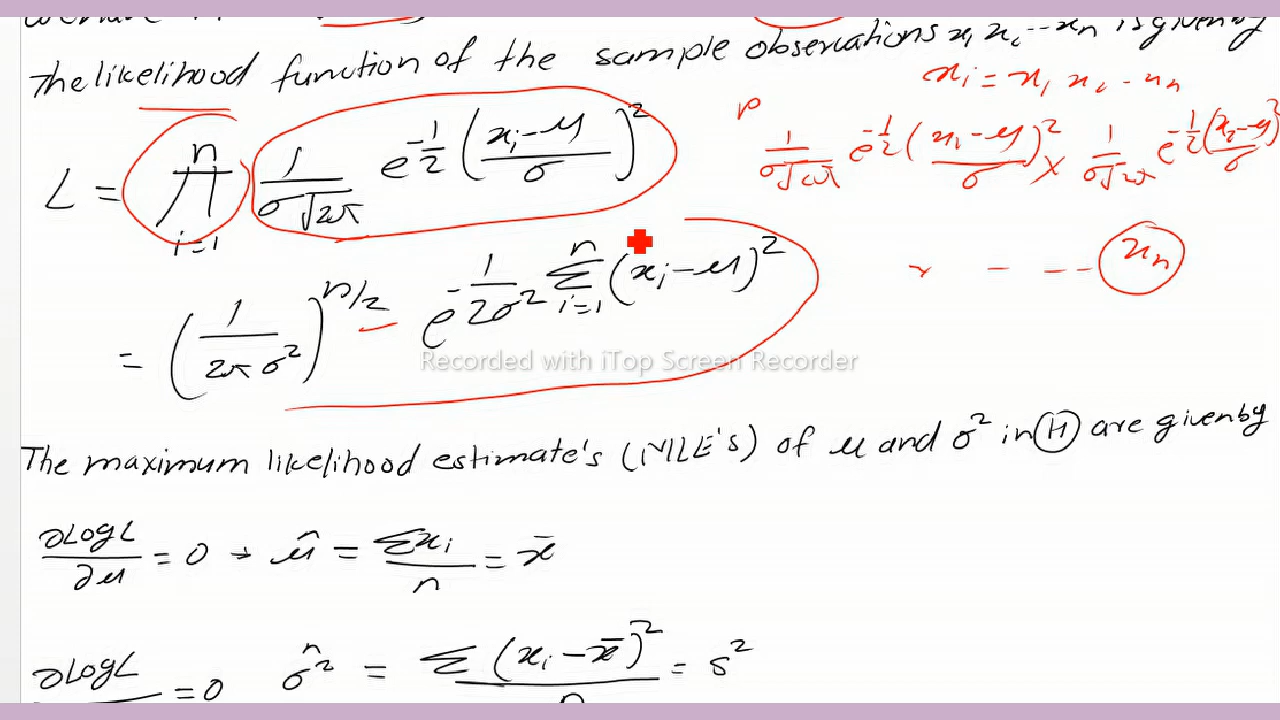 The likelihood function of the sample observations x₁ x₂ --- xₙ is given by
xᵢ = x₁ x₂ - xₙ
L = ∏ᵢ₌₁ⁿ 1/(σ√2π) e^(-1/2 ((xᵢ-μ)/σ)²)
1/(σ√2π) e^(-1/2 ((x₁-μ)/σ)²) × 1/(σ√2π) e^(-1/2 ((x₂-μ)/σ)²)
- - -- xₙ
= (1/(2πσ²))^(n/2) e^(-1/(2σ²) Σᵢ₌₁ⁿ (xᵢ-μ)²)
Recorded with iTop Screen Recorder
The maximum likelihood estimate's (MLE's) of μ and σ² in Ⓗ are given by
∂LogL/∂μ = 0 → μ̂ = Σxᵢ/n = x̄
∂LogL = 0 σ̂² = Σ(xᵢ-x̄)²/n = s²